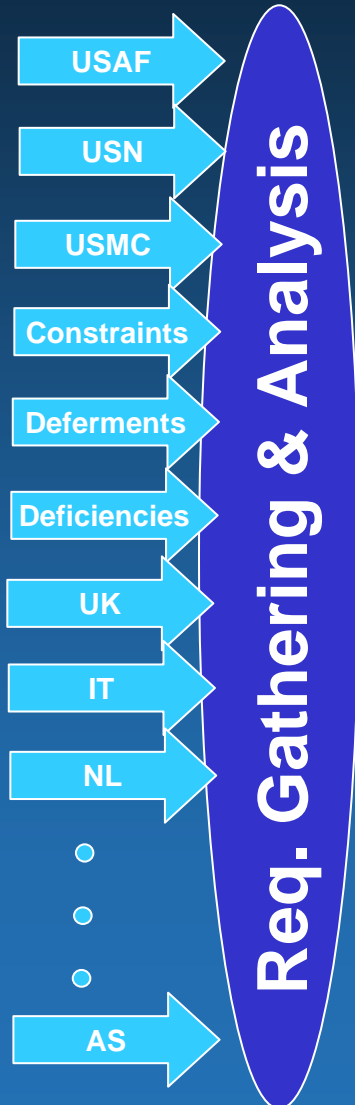 USAF
USN
USMC
Constraints
Deferments
Deficiencies
UK
IT
NL
AS
Req. Gathering & Analysis